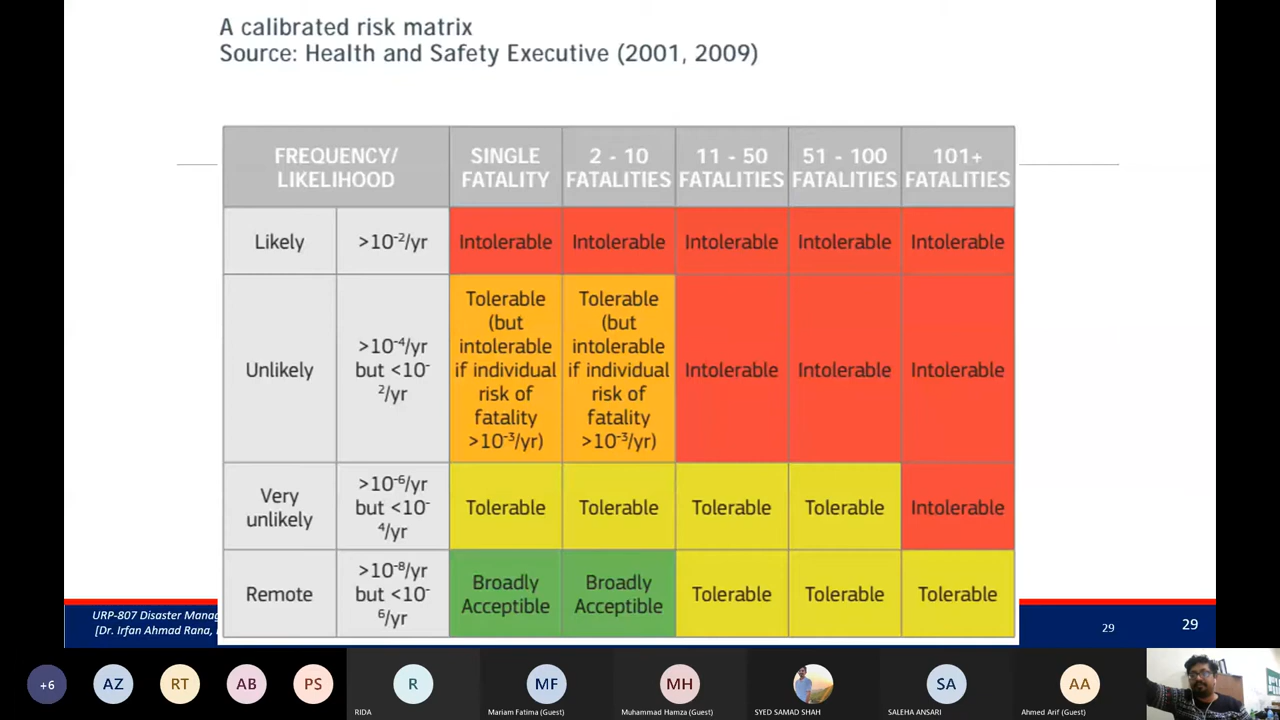 A calibrated risk matrix
Source: Health and Safety Executive (2001, 2009)
FREQUENCY/
LIKELIHOOD
SINGLE
FATALITY
2 - 10
FATALITIES
11 - 50
FATALITIES
51 - 100
FATALITIES
101+
FATALITIES
Likely
>10⁻²/yr
Intolerable
Intolerable
Intolerable
Intolerable
Intolerable
Unlikely
>10⁻⁴/yr
but <10⁻
²/yr
Tolerable
(but
intolerable
if individual
risk of
fatality
>10⁻³/yr)
Tolerable
(but
intolerable
if individual
risk of
fatality
>10⁻³/yr)
Intolerable
Intolerable
Intolerable
Very
unlikely
>10⁻⁶/yr
but <10⁻
⁴/yr
Tolerable
Tolerable
Tolerable
Tolerable
Intolerable
Remote
>10⁻⁸/yr
but <10⁻
⁶/yr
Broadly
Acceptible
Broadly
Acceptible
Tolerable
Tolerable
Tolerable
URP-807 Disaster Manag
[Dr. Irfan Ahmad Rana,
29
29
+6
AZ
RT
AB
PS
R
RIDA
MF
Mariam Fatima (Guest)
MH
Muhammad Hamza (Guest)
SYED SAMAD SHAH
SA
SALEHA ANSARI
AA
Ahmed Arif (Guest)